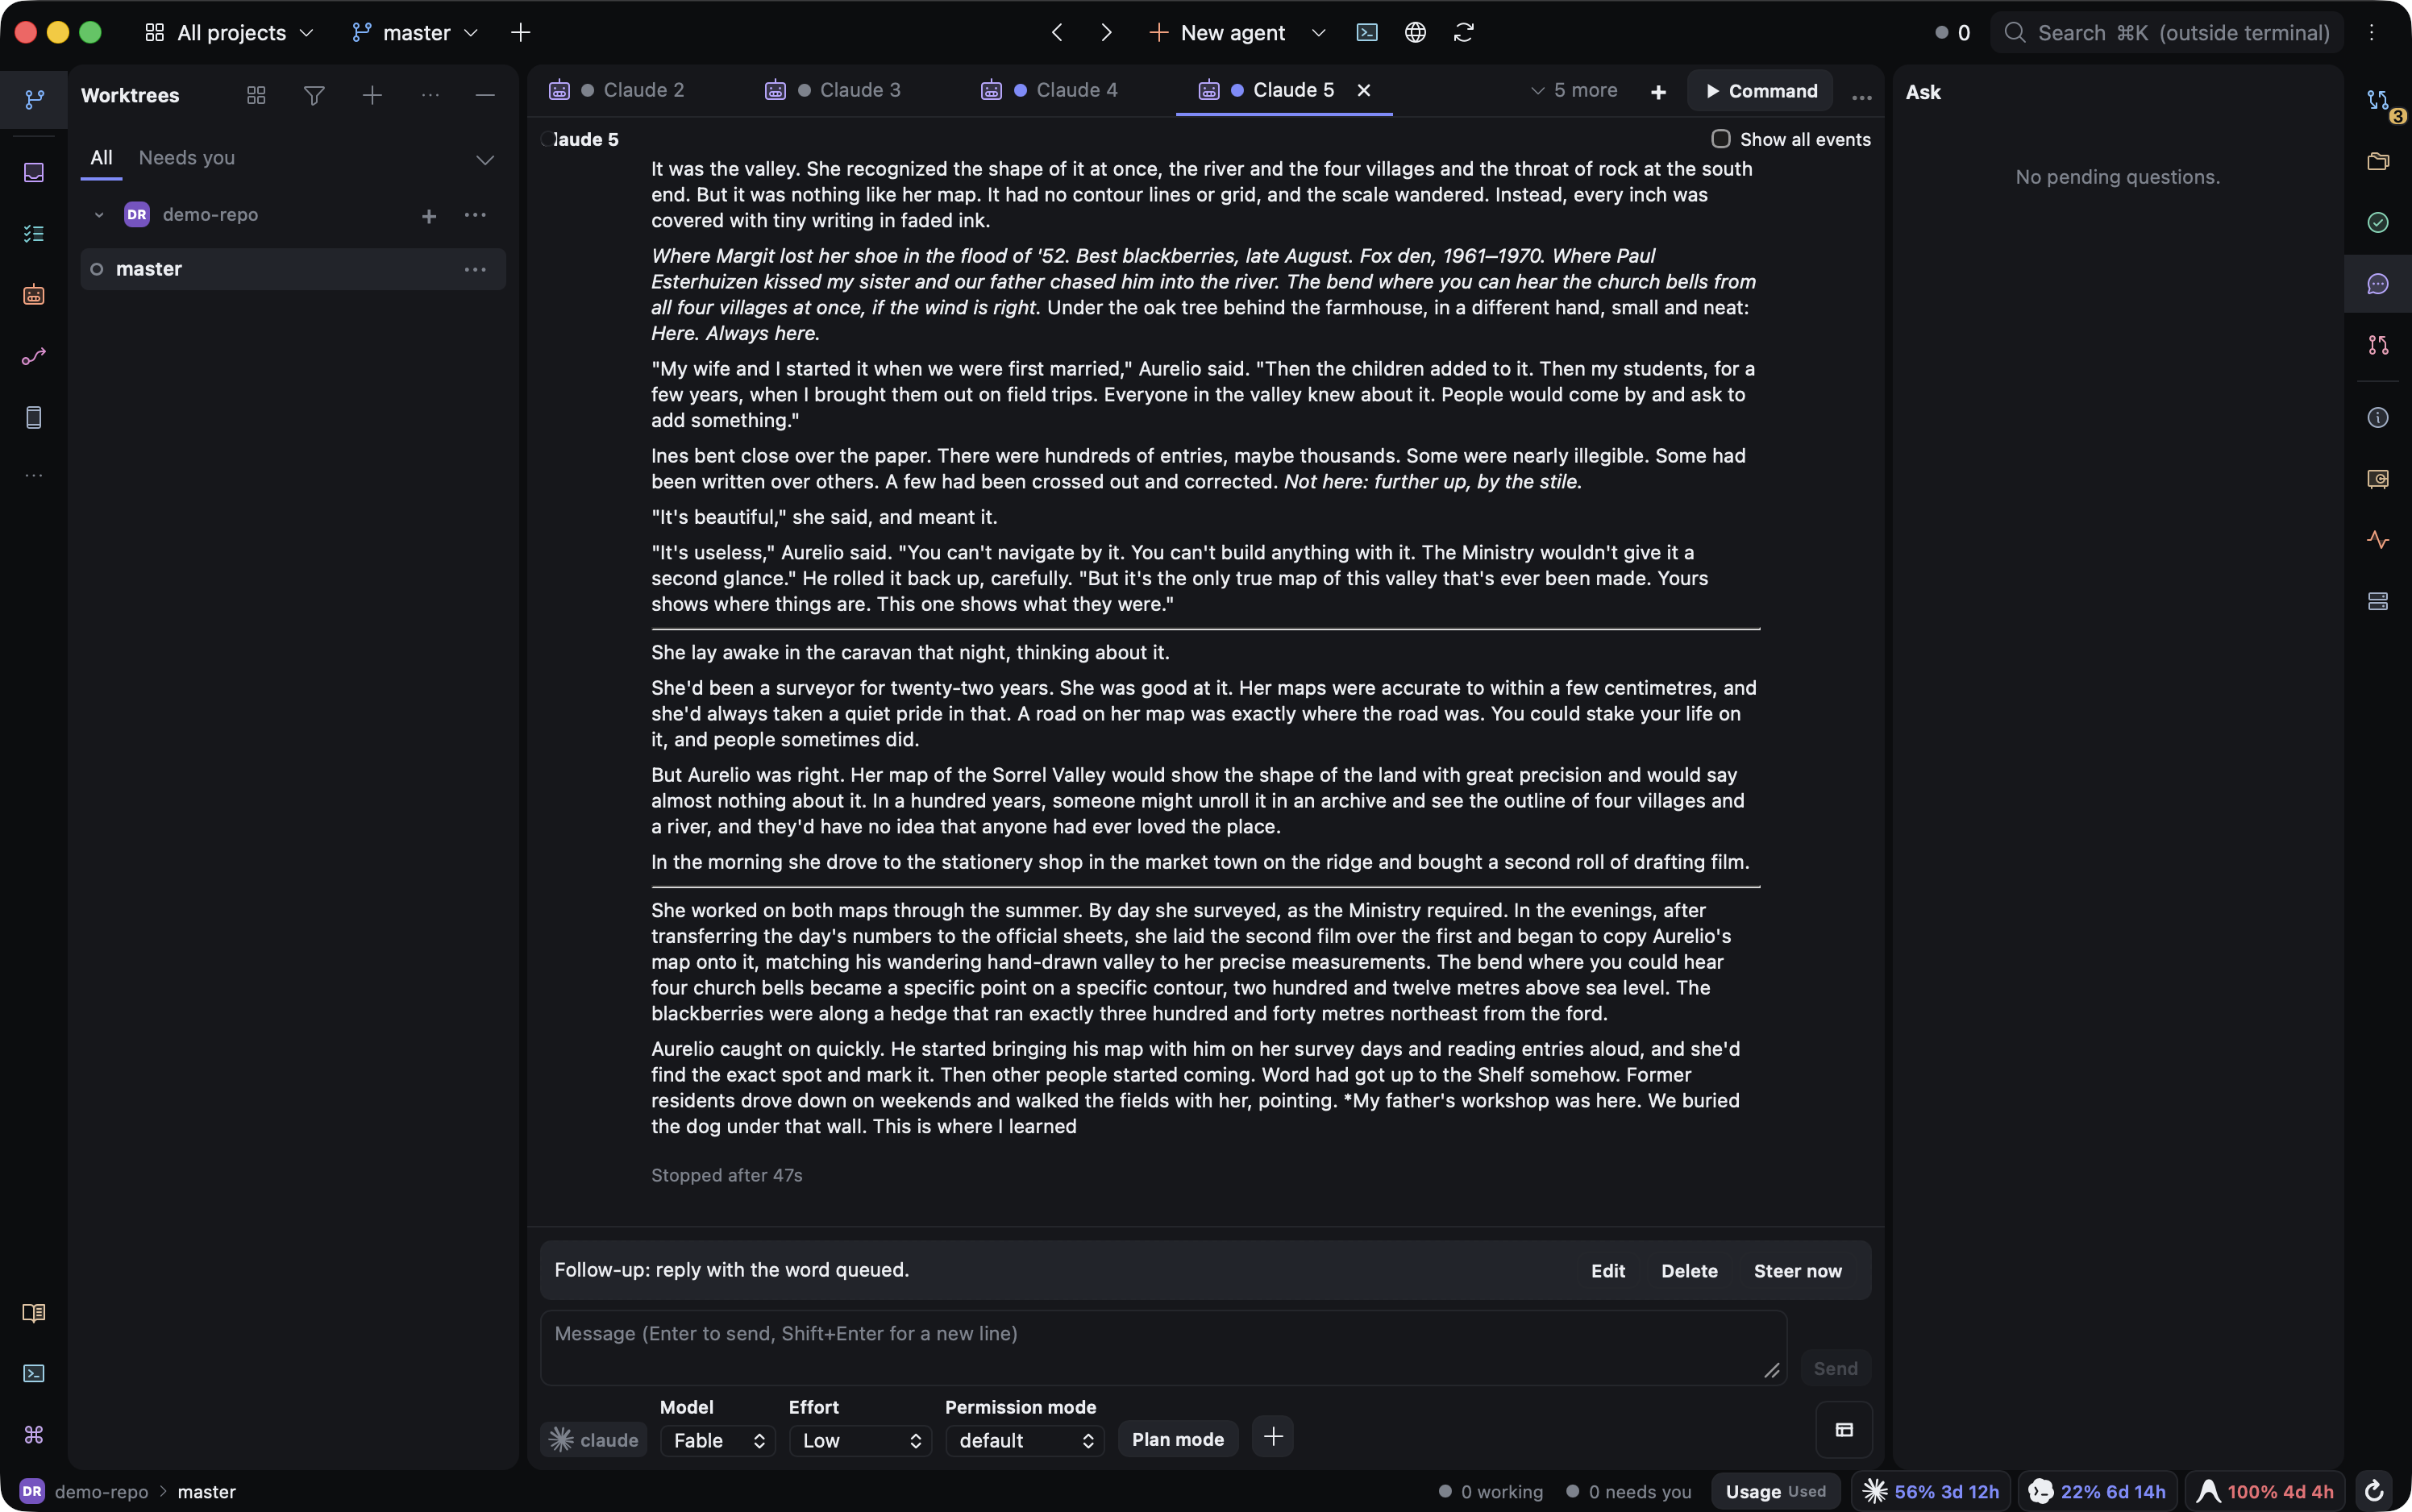 All projects
master
New agent
0
Search ⌘K (outside terminal)
Worktrees
All
Needs you
DR
demo-repo
master
Claude 2
Claude 3
Claude 4
Claude 5
5 more
Command
laude 5
Show all events
It was the valley. She recognized the shape of it at once, the river and the four villages and the throat of rock at the south
end. But it was nothing like her map. It had no contour lines or grid, and the scale wandered. Instead, every inch was
covered with tiny writing in faded ink.
Where Margit lost her shoe in the flood of '52. Best blackberries, late August. Fox den, 1961–1970. Where Paul
Esterhuizen kissed my sister and our father chased him into the river. The bend where you can hear the church bells from
all four villages at once, if the wind is right. Under the oak tree behind the farmhouse, in a different hand, small and neat:
Here. Always here.
"My wife and I started it when we were first married," Aurelio said. "Then the children added to it. Then my students, for a
few years, when I brought them out on field trips. Everyone in the valley knew about it. People would come by and ask to
add something."
Ines bent close over the paper. There were hundreds of entries, maybe thousands. Some were nearly illegible. Some had
been written over others. A few had been crossed out and corrected. Not here: further up, by the stile.
"It's beautiful," she said, and meant it.
"It's useless," Aurelio said. "You can't navigate by it. You can't build anything with it. The Ministry wouldn't give it a
second glance." He rolled it back up, carefully. "But it's the only true map of this valley that's ever been made. Yours
shows where things are. This one shows what they were."
She lay awake in the caravan that night, thinking about it.
She'd been a surveyor for twenty-two years. She was good at it. Her maps were accurate to within a few centimetres, and
she'd always taken a quiet pride in that. A road on her map was exactly where the road was. You could stake your life on
it, and people sometimes did.
But Aurelio was right. Her map of the Sorrel Valley would show the shape of the land with great precision and would say
almost nothing about it. In a hundred years, someone might unroll it in an archive and see the outline of four villages and
a river, and they'd have no idea that anyone had ever loved the place.
In the morning she drove to the stationery shop in the market town on the ridge and bought a second roll of drafting film.
She worked on both maps through the summer. By day she surveyed, as the Ministry required. In the evenings, after
transferring the day's numbers to the official sheets, she laid the second film over the first and began to copy Aurelio's
map onto it, matching his wandering hand-drawn valley to her precise measurements. The bend where you could hear
four church bells became a specific point on a specific contour, two hundred and twelve metres above sea level. The
blackberries were along a hedge that ran exactly three hundred and forty metres northeast from the ford.
Aurelio caught on quickly. He started bringing his map with him on her survey days and reading entries aloud, and she'd
find the exact spot and mark it. Then other people started coming. Word had got up to the Shelf somehow. Former
residents drove down on weekends and walked the fields with her, pointing. *My father's workshop was here. We buried
the dog under that wall. This is where I learned
Stopped after 47s
Follow-up: reply with the word queued.
Edit
Delete
Steer now
Message (Enter to send, Shift+Enter for a new line)
Send
claude
Model
Fable
Effort
Low
Permission mode
default
Plan mode
Ask
No pending questions.
3
DR
demo-repo
master
0 working
0 needs you
Usage Used
56% 3d 12h
22% 6d 14h
100% 4d 4h